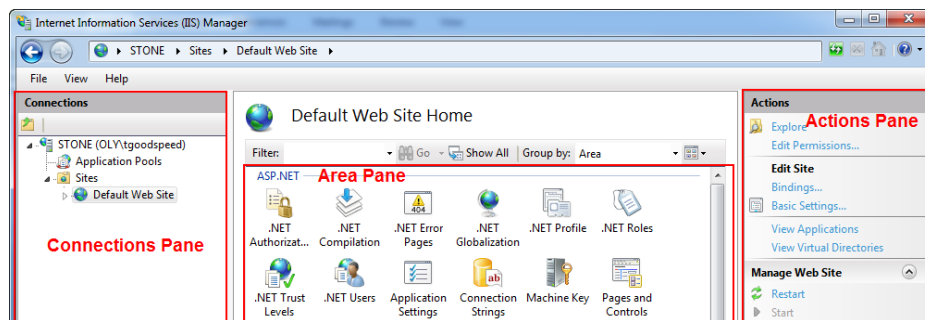 Internet Information Services (IIS) Manager
STONE Sites Default Web Site
File View Help
Connections
STONE (OLY\tgoodspeed)
Application Pools
Sites
Default Web Site
Connections Pane
Default Web Site Home
Filter: Go Show All Group by: Area
ASP.NET
Area Pane
.NET Authorizat...
.NET Compilation
.NET Error Pages
.NET Globalization
.NET Profile
.NET Roles
.NET Trust Levels
.NET Users
Application Settings
Connection Strings
Machine Key
Pages and Controls
404
ab
Actions
Explore
Actions Pane
Edit Permissions...
Edit Site
Bindings...
Basic Settings...
View Applications
View Virtual Directories
Manage Web Site
Restart
Start